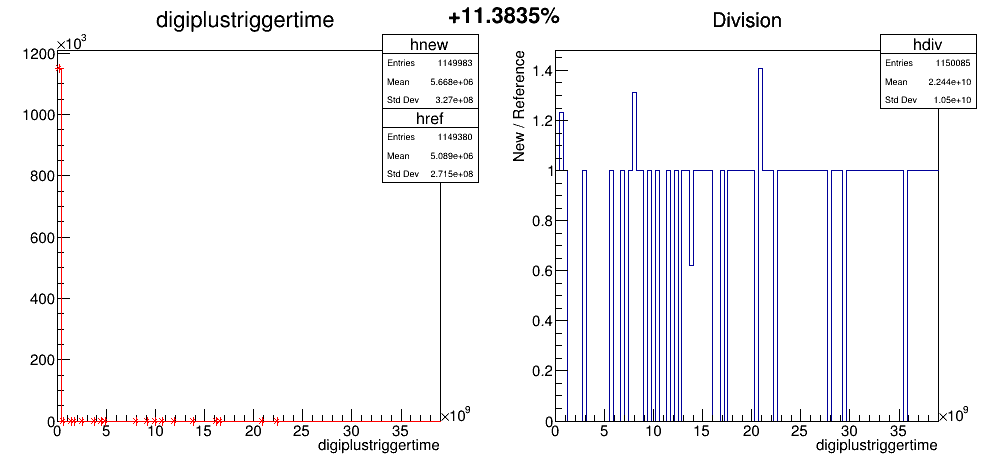 +11.3835%
digiplustriggertime
×10³
1200
1000
800
600
400
200
0
0 5 10 15 20 25 30 35
×10⁹
digiplustriggertime
hnew
Entries 1149983
Mean 5.668e+06
Std Dev 3.27e+08
href
Entries 1149380
Mean 5.089e+06
Std Dev 2.715e+08
Division
New / Reference
1.4
1.2
1
0.8
0.6
0.4
0.2
0
0 5 10 15 20 25 30 35
×10⁹
digiplustriggertime
hdiv
Entries 1150085
Mean 2.244e+10
Std Dev 1.05e+10